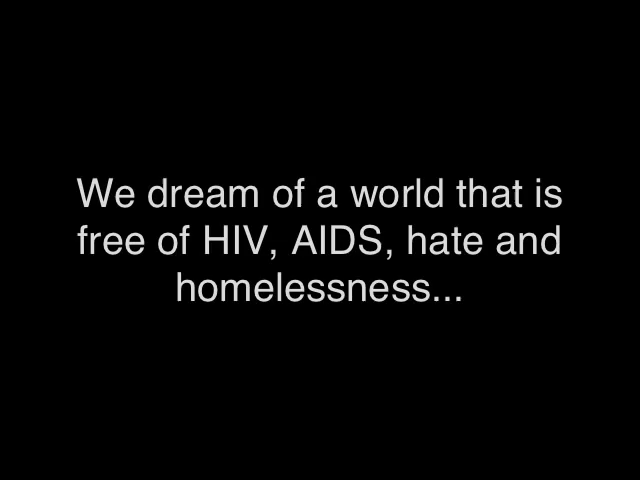 We dream of a world that is
free of HIV, AIDS, hate and
homelessness...